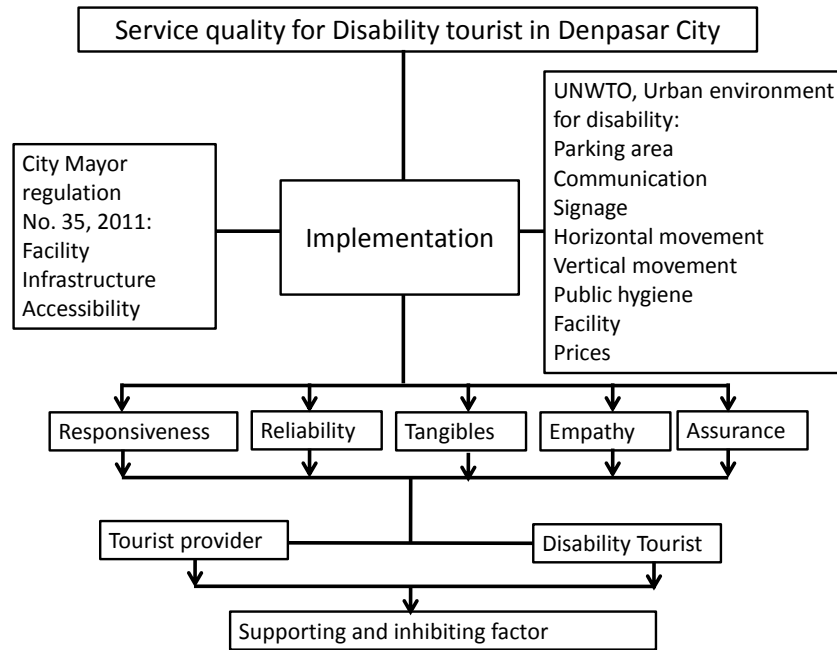 Service quality for Disability tourist in Denpasar City
City Mayor
regulation
No. 35, 2011:
Facility
Infrastructure
Accessibility
Implementation
UNWTO, Urban environment
for disability:
Parking area
Communication
Signage
Horizontal movement
Vertical movement
Public hygiene
Facility
Prices
Responsiveness
Reliability
Tangibles
Empathy
Assurance
Tourist provider
Disability Tourist
Supporting and inhibiting factor